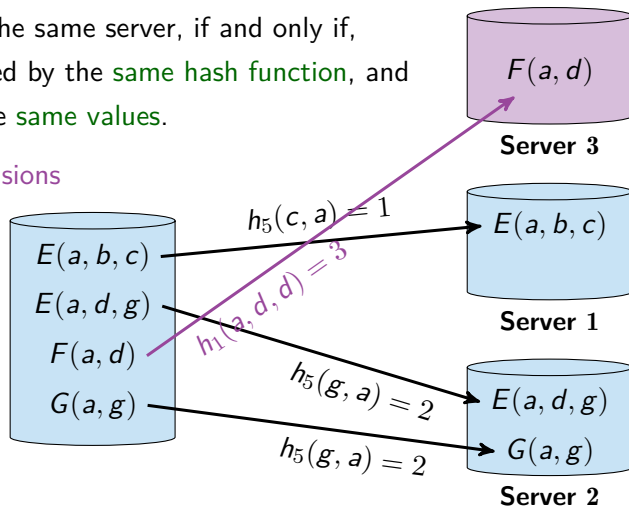 he same server, if and only if,
ed by the same hash function, and
e same values.
sions
F(a, d)
Server 3
h₅(c, a) = 1
E(a, b, c)
Server 1
E(a, b, c)
E(a, d, g)
F(a, d)
G(a, g)
h₁(a, d, d) = 3
h₅(g, a) = 2
h₅(g, a) = 2
E(a, d, g)
G(a, g)
Server 2